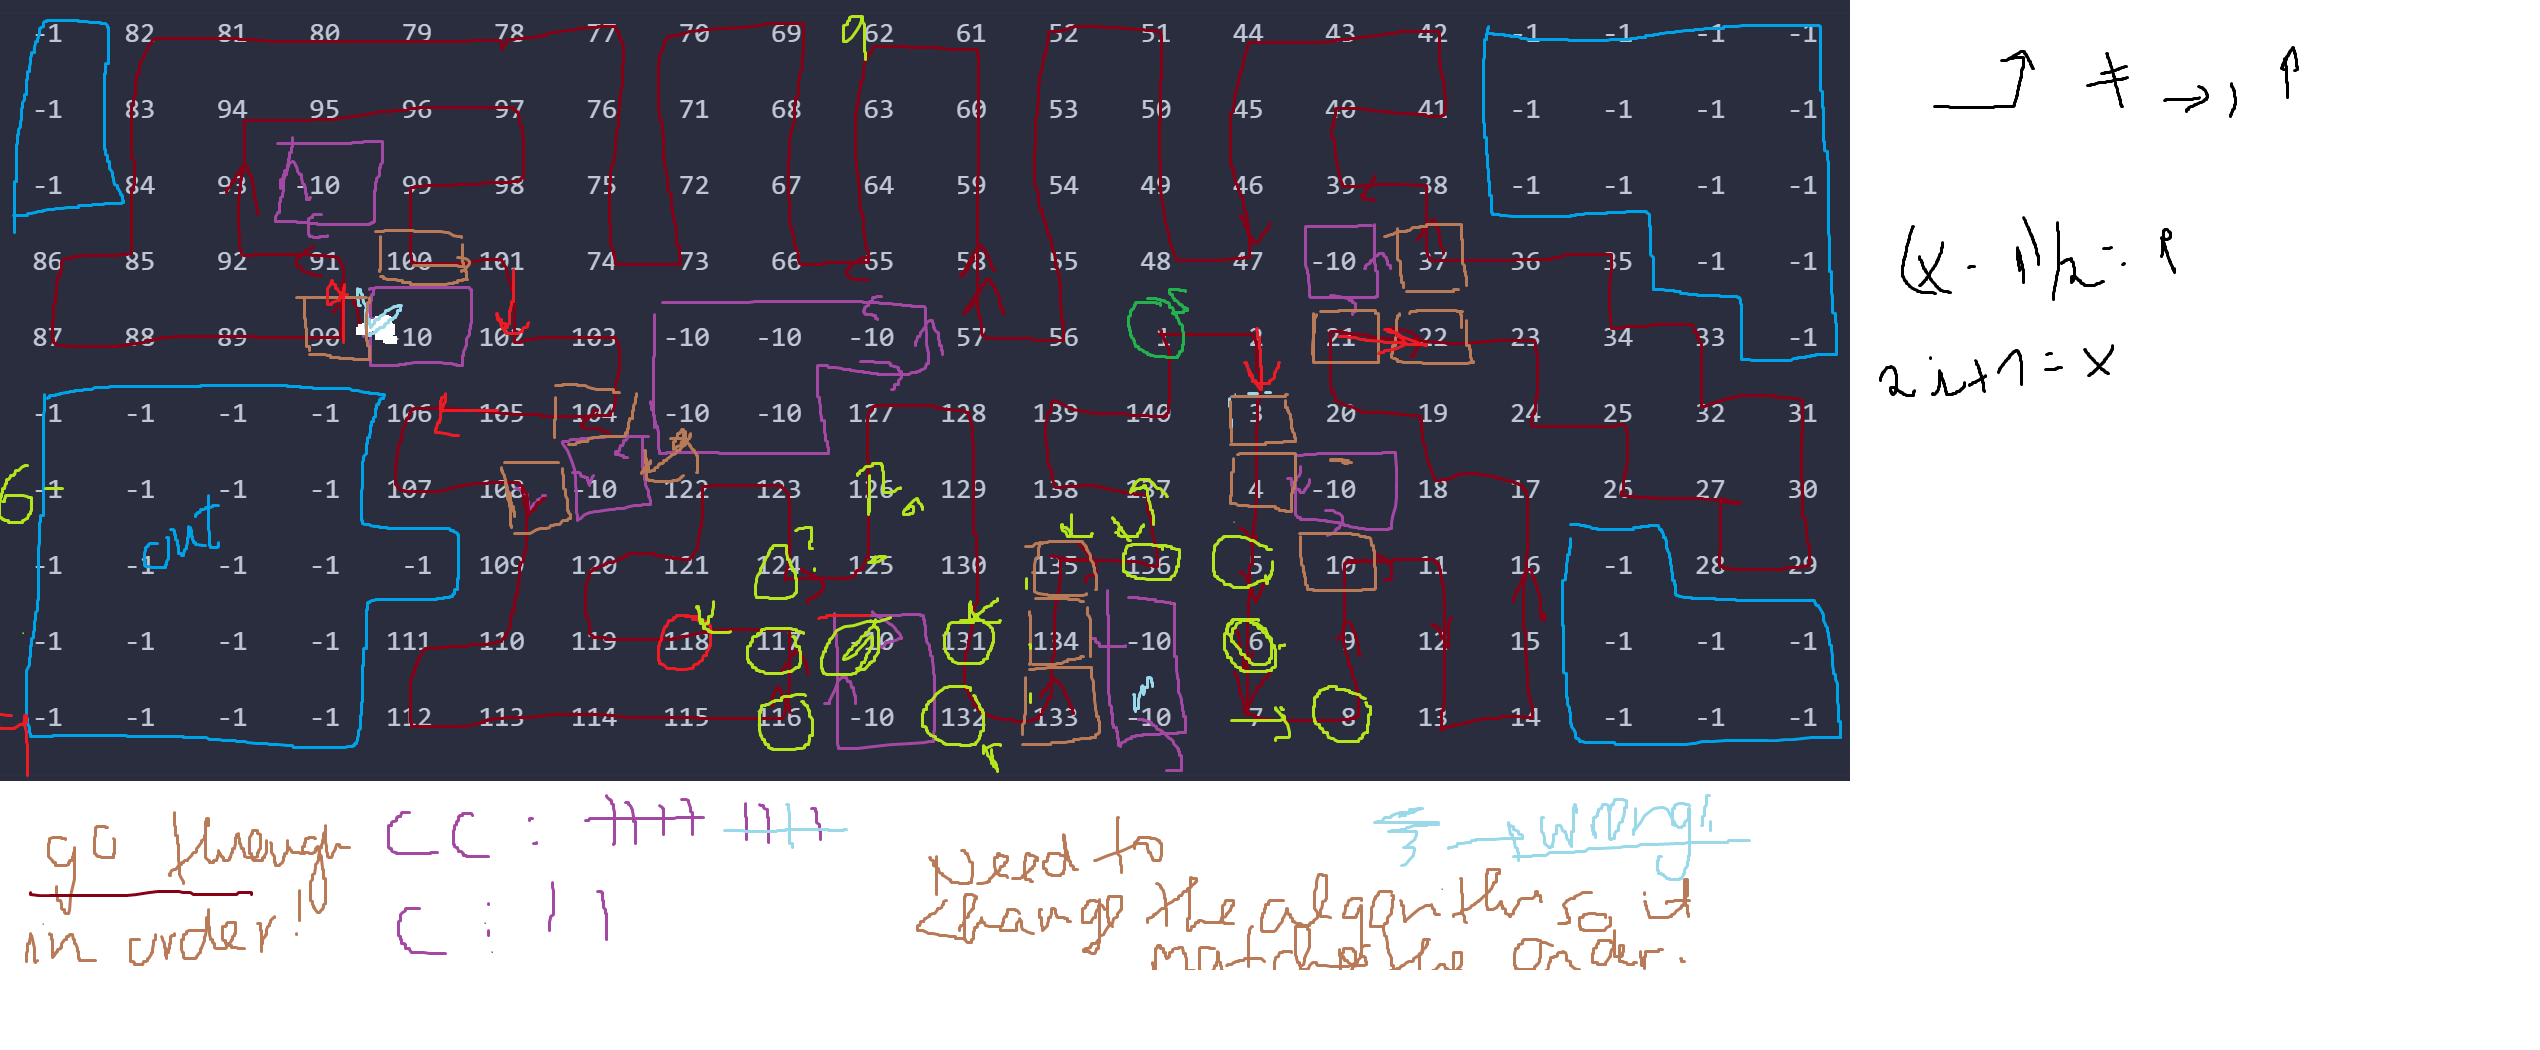 -1 82 81 80 79 78 77 70 69 62 61 52 51 44 43 42 -1 -1 -1 -1
-1 83 94 95 96 97 76 71 68 63 60 53 50 45 40 41 -1 -1 -1 -1
-1 84 93 -10 99 98 75 72 67 64 59 54 49 46 39 38 -1 -1 -1 -1
86 85 92 91 100 101 74 73 66 65 58 55 48 47 -10 37 36 35 -1 -1
87 88 89 90 10 102 103 -10 -10 -10 57 56 1 2 21 22 23 34 33 -1
-1 -1 -1 -1 106 105 104 -10 -10 127 128 139 140 3 20 19 24 25 32 31
-1 -1 -1 -1 107 108 -10 122 123 126 129 138 137 4 -10 18 17 26 27 30
-1 -1 -1 -1 -1 109 120 121 124 125 130 135 136 5 10 11 16 -1 28 29
-1 -1 -1 -1 111 110 119 118 117 -10 131 134 -10 6 9 12 15 -1 -1 -1
-1 -1 -1 -1 112 113 114 115 116 -10 132 133 -10 7 8 13 14 -1 -1 -1
cut
≠ → , ↑
2i+1=x
go through
in order!
CC :
C :
Need to
change the algorithm so it
matches the order.
→ wrong!